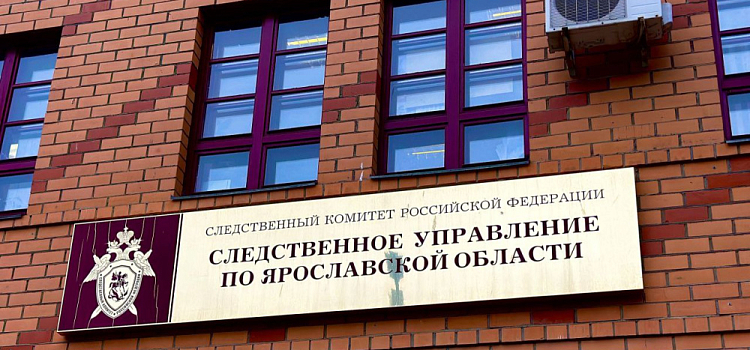 СЛЕДСТВЕННЫЙ КОМИТЕТ РОССИЙСКОЙ ФЕДЕРАЦИИ
СЛЕДСТВЕННОЕ УПРАВЛЕНИЕ
ПО ЯРОСЛАВСКОЙ ОБЛАСТИ